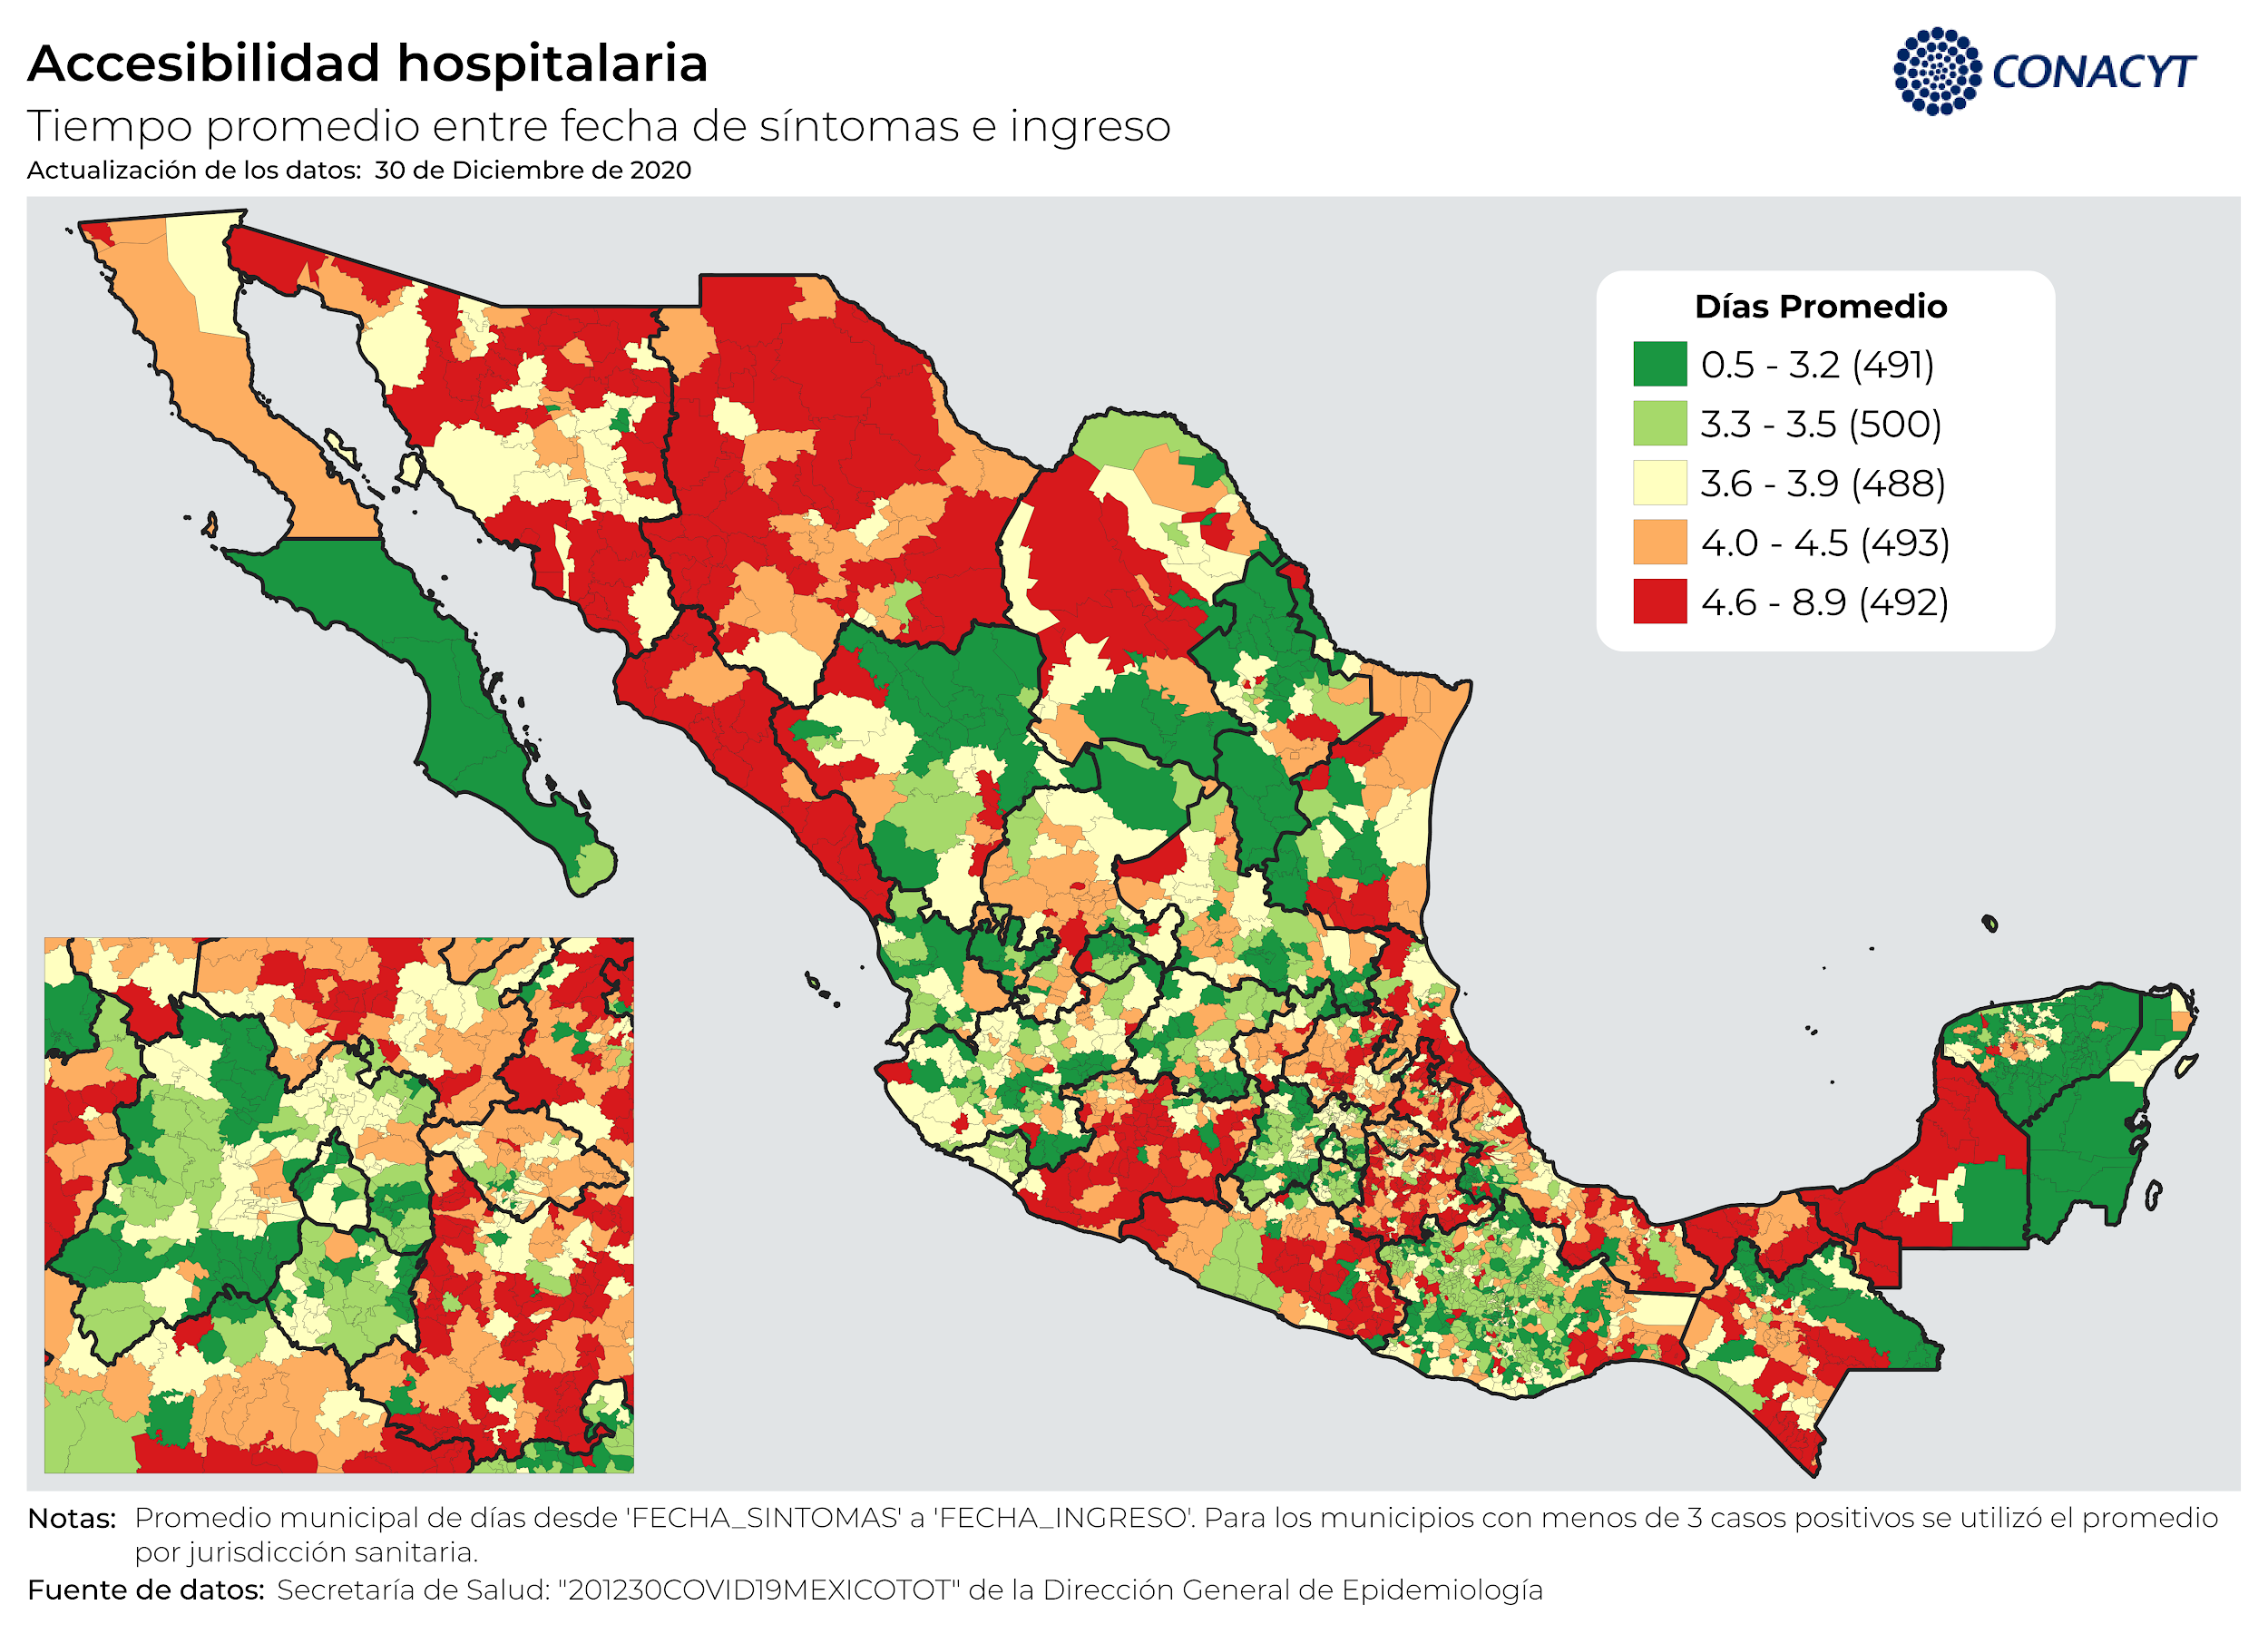 Accesibilidad hospitalaria
CONACYT
Tiempo promedio entre fecha de síntomas e ingreso
Actualización de los datos: 30 de Diciembre de 2020
Días Promedio
0.5 - 3.2 (491)
3.3 - 3.5 (500)
3.6 - 3.9 (488)
4.0 - 4.5 (493)
4.6 - 8.9 (492)
Notas: Promedio municipal de días desde 'FECHA_SINTOMAS' a 'FECHA_INGRESO'. Para los municipios con menos de 3 casos positivos se utilizó el promedio
por jurisdicción sanitaria.
Fuente de datos: Secretaría de Salud: "201230COVID19MEXICOTOT" de la Dirección General de Epidemiología